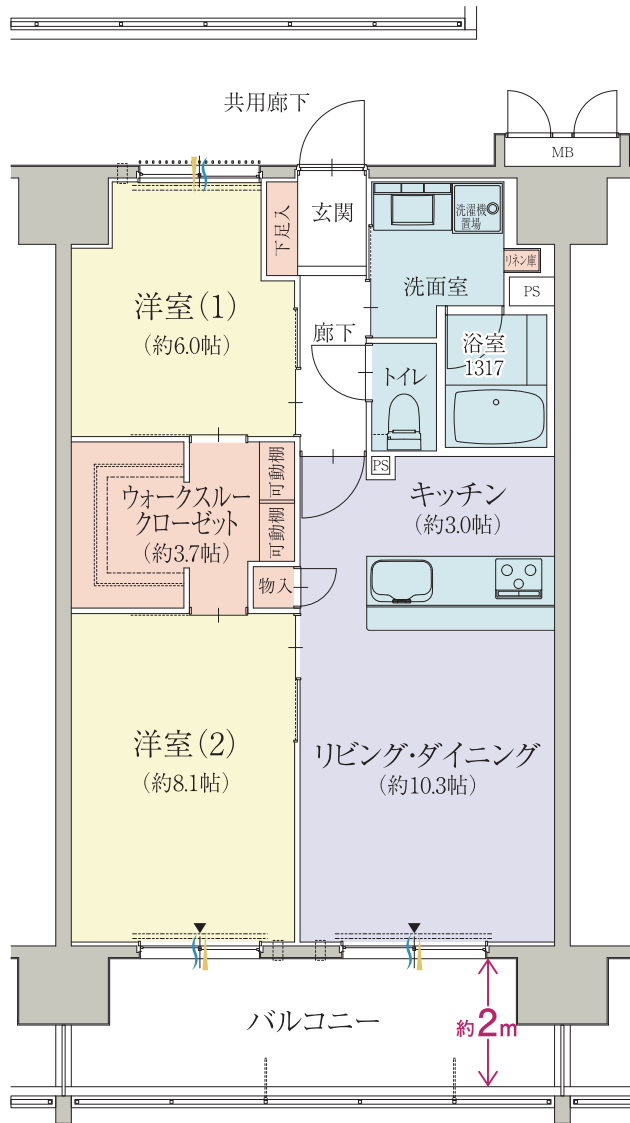 共用廊下
MB
玄関
下足入
洗濯機
置場
リネン庫
洗面室
PS
洋室(1)
(約6.0帖)
廊下
浴室
1317
トイレ
PS
可動棚
可動棚
ウォークスルー
クローゼット
(約3.7帖)
キッチン
(約3.0帖)
物入
洋室(2)
(約8.1帖)
リビング・ダイニング
(約10.3帖)
バルコニー
約2m